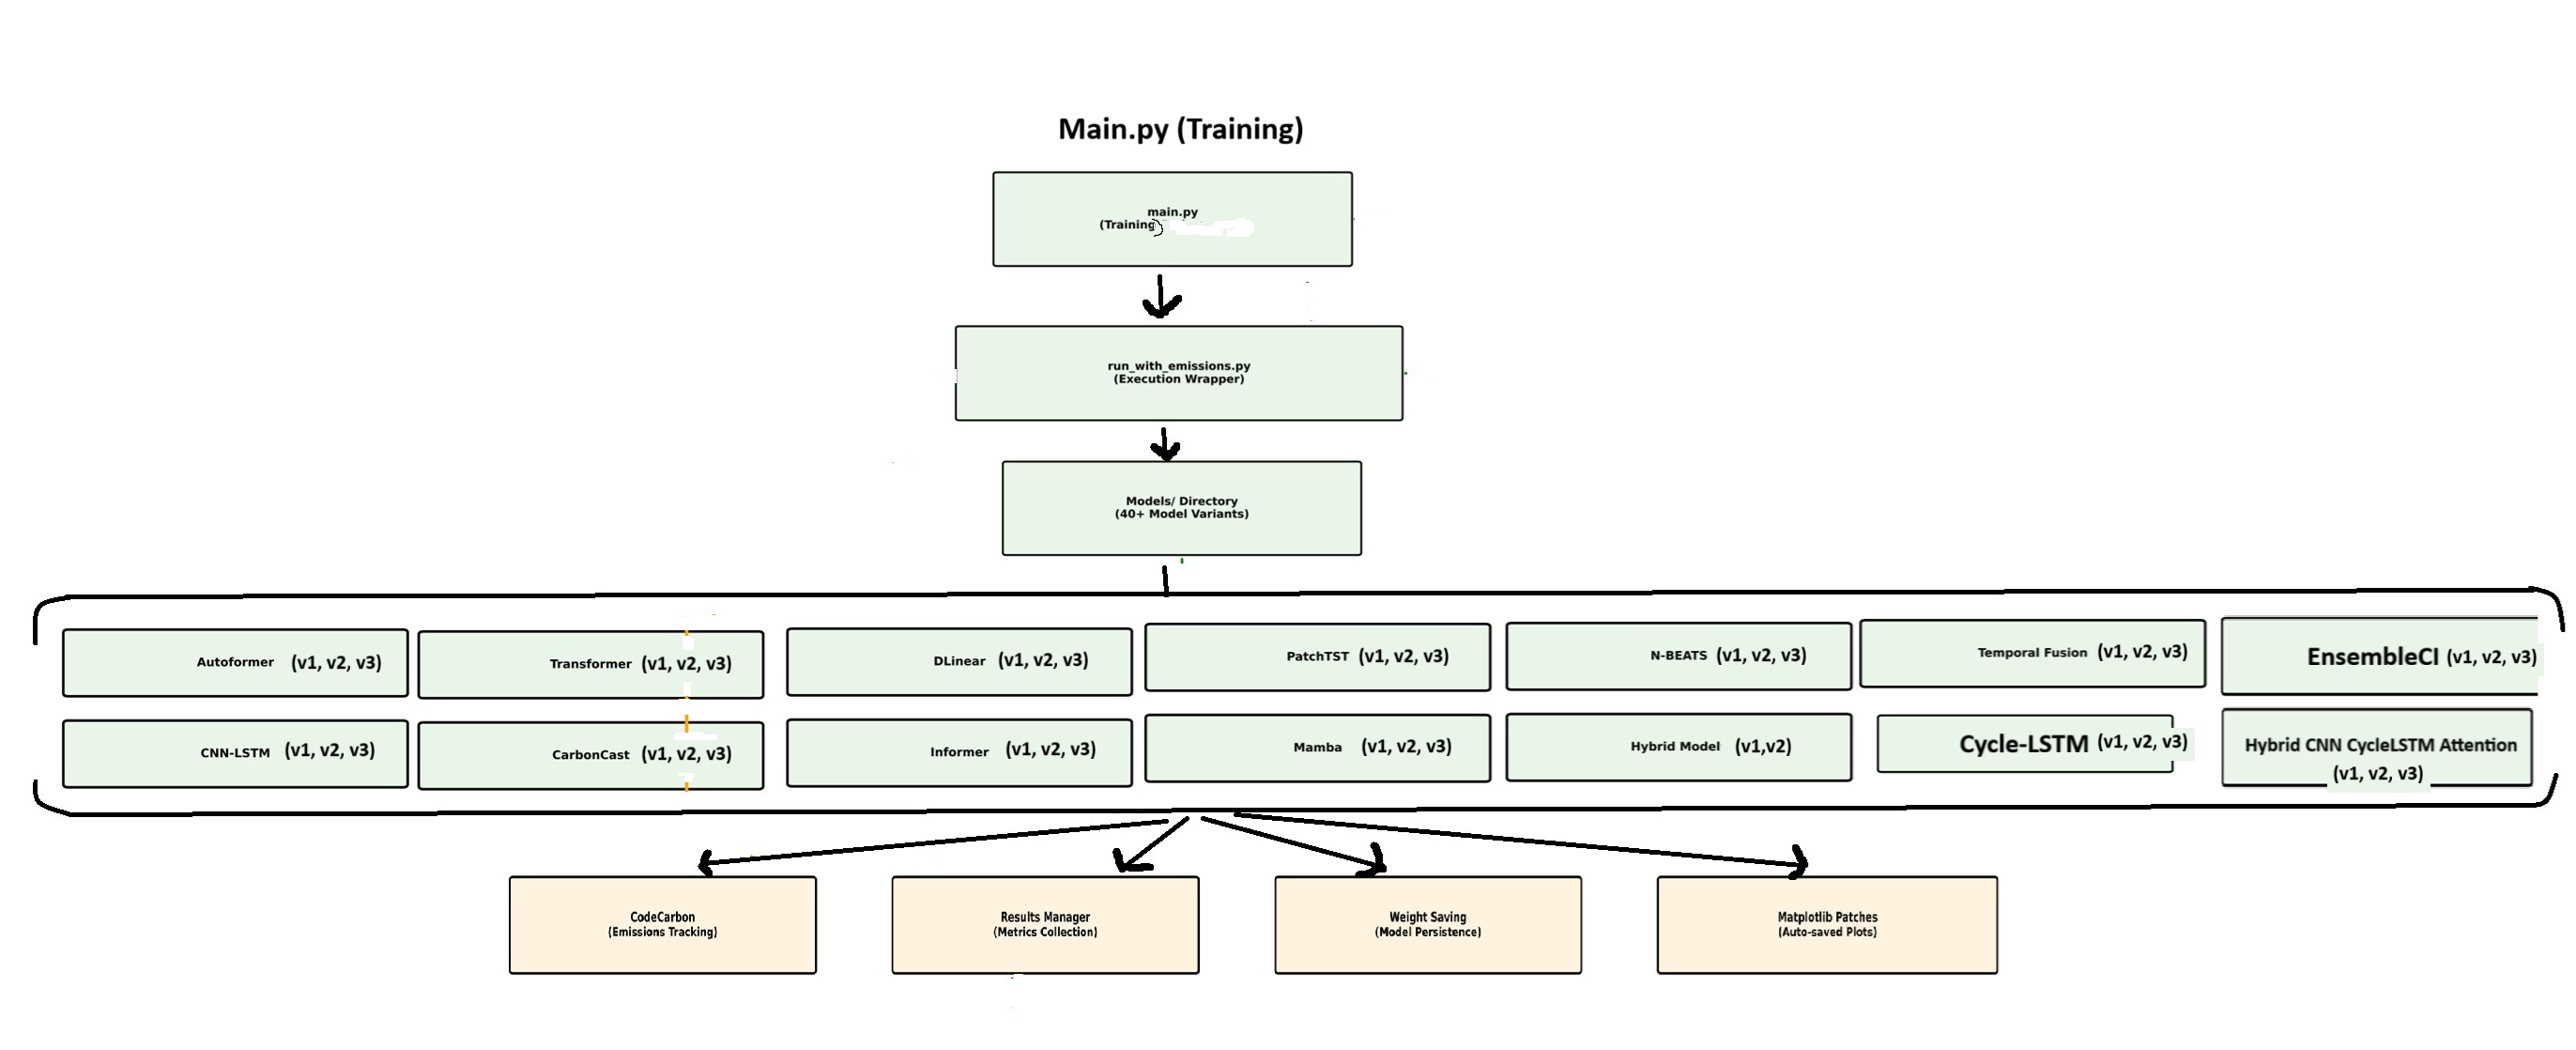 Main.py (Training)
main.py
(Training)
run_with_emissions.py
(Execution Wrapper)
Models/ Directory
(40+ Model Variants)
Autoformer (v1, v2, v3)
Transformer (v1, v2, v3)
DLinear (v1, v2, v3)
PatchTST (v1, v2, v3)
N-BEATS (v1, v2, v3)
Temporal Fusion (v1, v2, v3)
EnsembleCI (v1, v2, v3)
CNN-LSTM (v1, v2, v3)
CarbonCast (v1, v2, v3)
Informer (v1, v2, v3)
Mamba (v1, v2, v3)
Hybrid Model (v1,v2)
Cycle-LSTM (v1, v2, v3)
Hybrid CNN CycleLSTM Attention
(v1, v2, v3)
CodeCarbon
(Emissions Tracking)
Results Manager
(Metrics Collection)
Weight Saving
(Model Persistence)
Matplotlib Patches
(Auto-saved Plots)